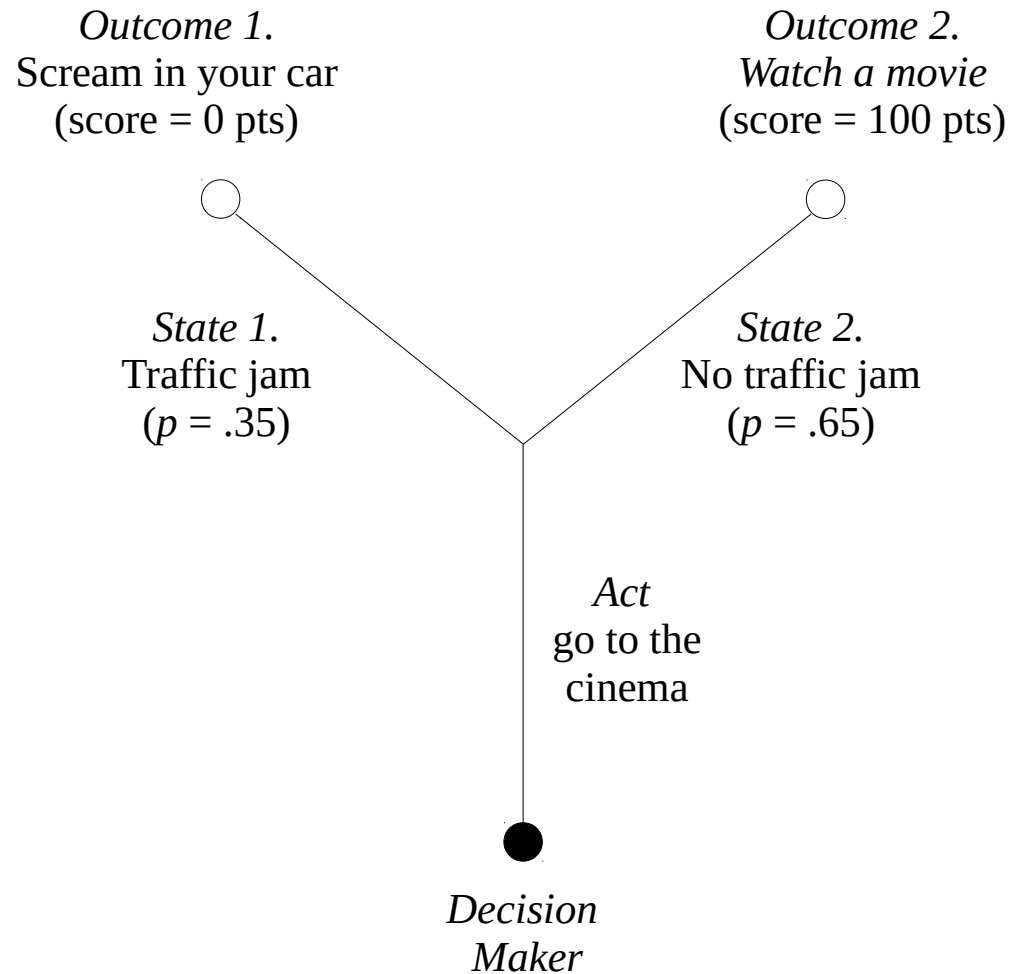 Outcome 1.
Scream in your car
(score = 0 pts)
Outcome 2.
Watch a movie
(score = 100 pts)
State 1.
Traffic jam
(p = .35)
State 2.
No traffic jam
(p = .65)
Act
go to the
cinema
Decision
Maker